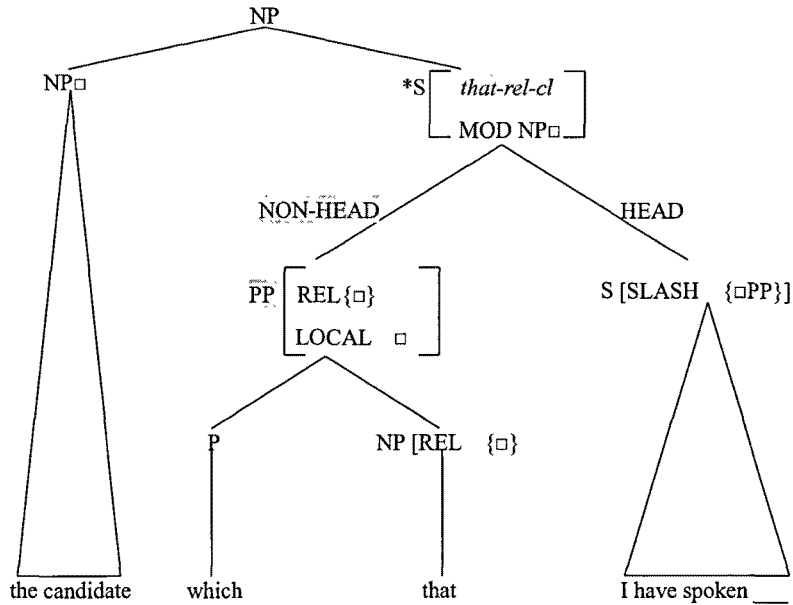 NP
NP□ *S [ that-rel-cl ]
MOD NP□
NON-HEAD HEAD
PP [ REL{□} ] S [SLASH {□PP}]
LOCAL □
P NP [REL {□}
the candidate which that I have spoken ___